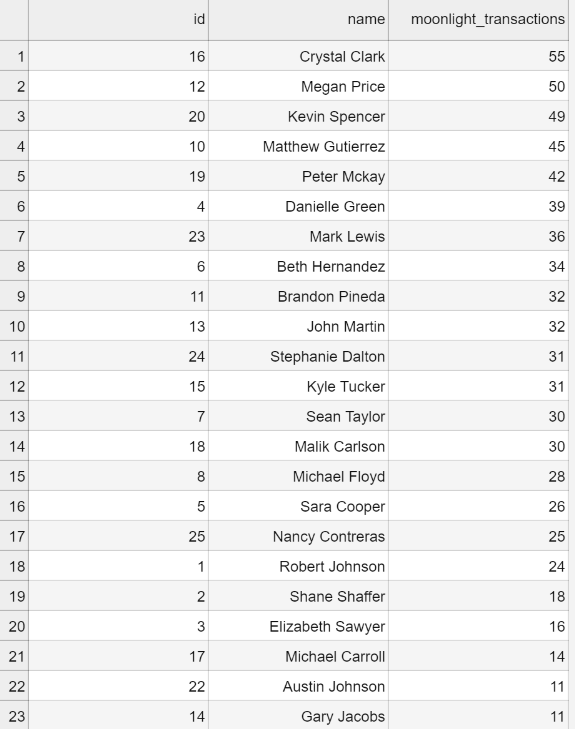 id name moonlight_transactions
1 16 Crystal Clark 55
2 12 Megan Price 50
3 20 Kevin Spencer 49
4 10 Matthew Gutierrez 45
5 19 Peter Mckay 42
6 4 Danielle Green 39
7 23 Mark Lewis 36
8 6 Beth Hernandez 34
9 11 Brandon Pineda 32
10 13 John Martin 32
11 24 Stephanie Dalton 31
12 15 Kyle Tucker 31
13 7 Sean Taylor 30
14 18 Malik Carlson 30
15 8 Michael Floyd 28
16 5 Sara Cooper 26
17 25 Nancy Contreras 25
18 1 Robert Johnson 24
19 2 Shane Shaffer 18
20 3 Elizabeth Sawyer 16
21 17 Michael Carroll 14
22 22 Austin Johnson 11
23 14 Gary Jacobs 11